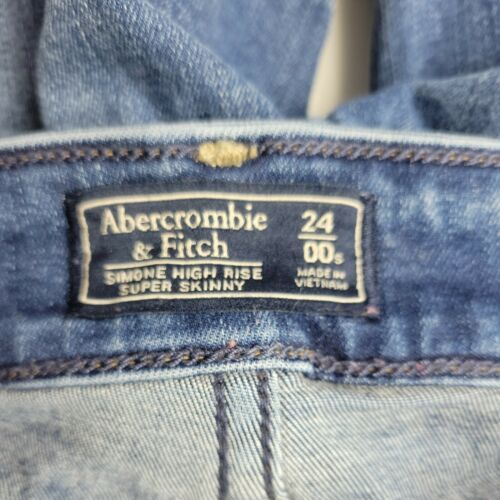 Abercrombie
& Fitch
SIMONE HIGH RISE
SUPER SKINNY
24
00s
MADE IN
VIETNAM